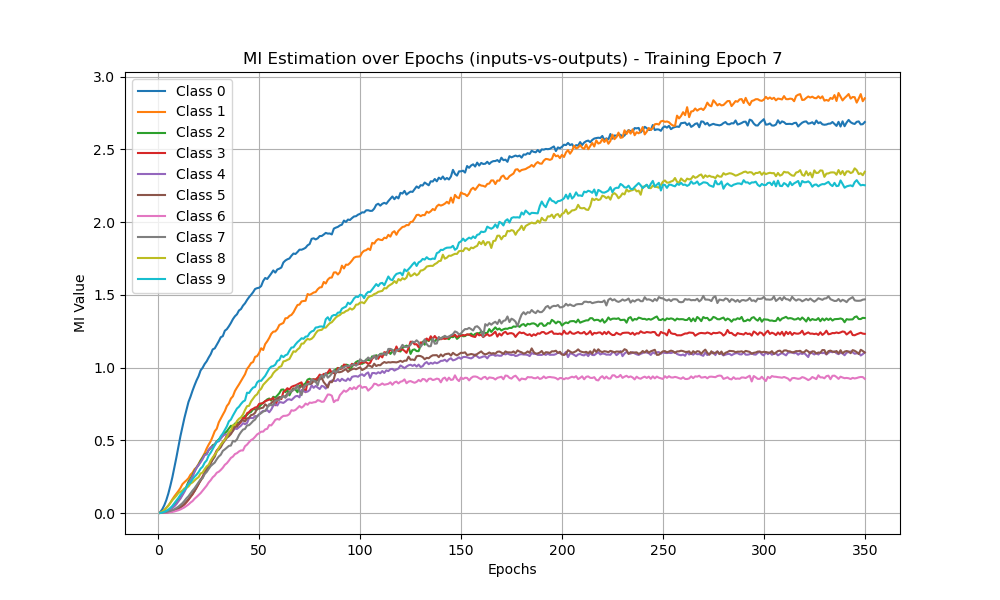 MI Estimation over Epochs (inputs-vs-outputs) - Training Epoch 7
3.0
2.5
2.0
1.5
1.0
0.5
0.0
MI Value
Class 0
Class 1
Class 2
Class 3
Class 4
Class 5
Class 6
Class 7
Class 8
Class 9
0 50 100 150 200 250 300 350
Epochs